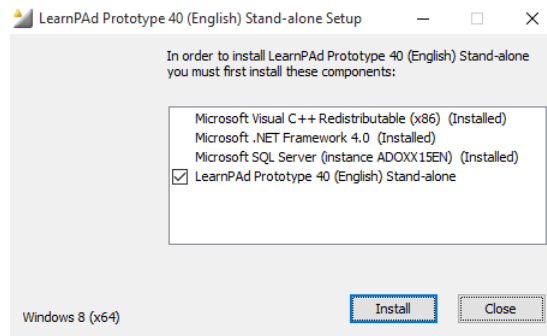 LearnPAd Prototype 40 (English) Stand-alone Setup
In order to install LearnPAd Prototype 40 (English) Stand-alone
you must first install these components:
Microsoft Visual C++ Redistributable (x86) (Installed)
Microsoft .NET Framework 4.0 (Installed)
Microsoft SQL Server (instance ADOXX15EN) (Installed)
LearnPAd Prototype 40 (English) Stand-alone
Install
Close
Windows 8 (x64)